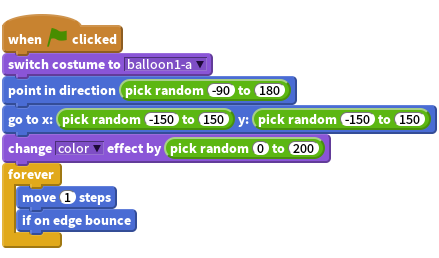 when clicked
switch costume to balloon1-a
point in direction pick random -90 to 180
go to x: pick random -150 to 150 y: pick random -150 to 150
change color effect by pick random 0 to 200
forever
move 1 steps
if on edge bounce